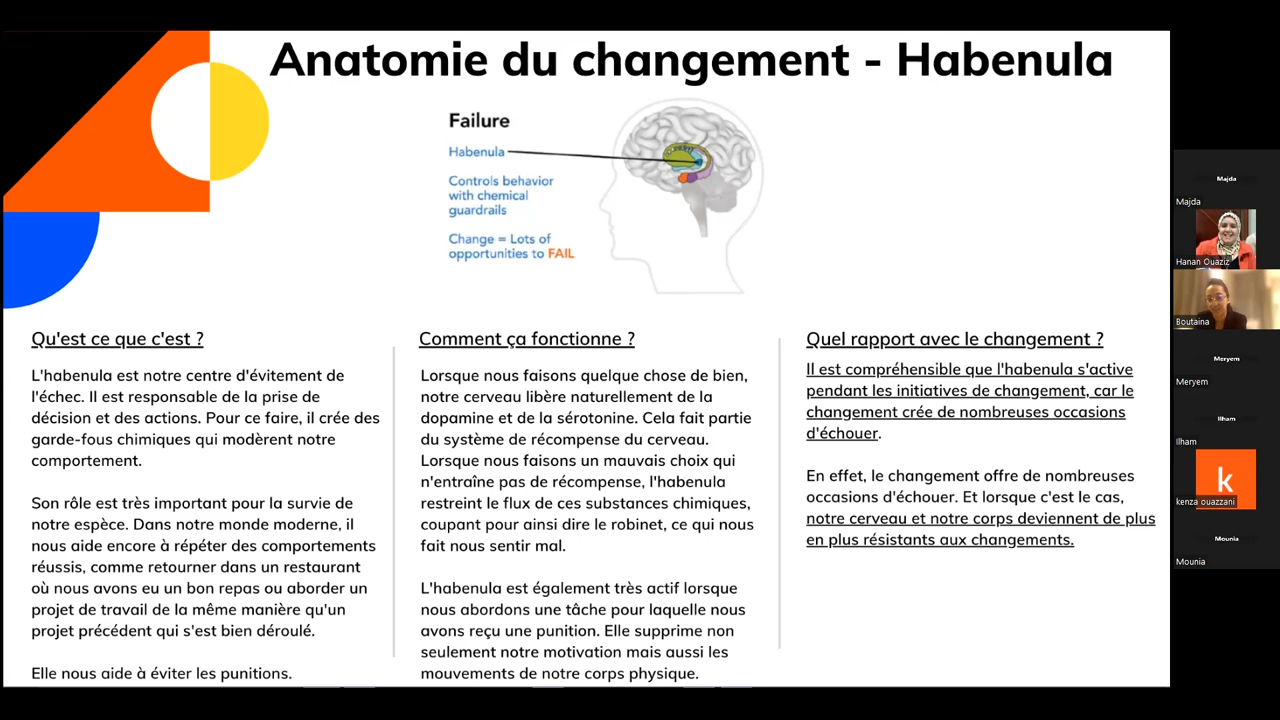 Anatomie du changement - Habenula
Failure
Habenula
Controls behavior
with chemical
guardrails
Change = Lots of
opportunities to FAIL
Qu'est ce que c'est ?
L'habenula est notre centre d'évitement de
l'échec. Il est responsable de la prise de
décision et des actions. Pour ce faire, il crée des
garde-fous chimiques qui modèrent notre
comportement.
Son rôle est très important pour la survie de
notre espèce. Dans notre monde moderne, il
nous aide encore à répéter des comportements
réussis, comme retourner dans un restaurant
où nous avons eu un bon repas ou aborder un
projet de travail de la même manière qu'un
projet précédent qui s'est bien déroulé.
Elle nous aide à éviter les punitions.
Comment ça fonctionne ?
Lorsque nous faisons quelque chose de bien,
notre cerveau libère naturellement de la
dopamine et de la sérotonine. Cela fait partie
du système de récompense du cerveau.
Lorsque nous faisons un mauvais choix qui
n'entraîne pas de récompense, l'habenula
restreint le flux de ces substances chimiques,
coupant pour ainsi dire le robinet, ce qui nous
fait nous sentir mal.
L'habenula est également très actif lorsque
nous abordons une tâche pour laquelle nous
avons reçu une punition. Elle supprime non
seulement notre motivation mais aussi les
mouvements de notre corps physique.
Quel rapport avec le changement ?
Il est compréhensible que l'habenula s'active
pendant les initiatives de changement, car le
changement crée de nombreuses occasions
d'échouer.
En effet, le changement offre de nombreuses
occasions d'échouer. Et lorsque c'est le cas,
notre cerveau et notre corps deviennent de plus
en plus résistants aux changements.
Majda
Majda
Hanan Ouaziz
Boutaina
Meryem
Meryem
Ilham
Ilham
k
kenza ouazzani
Mounia
Mounia